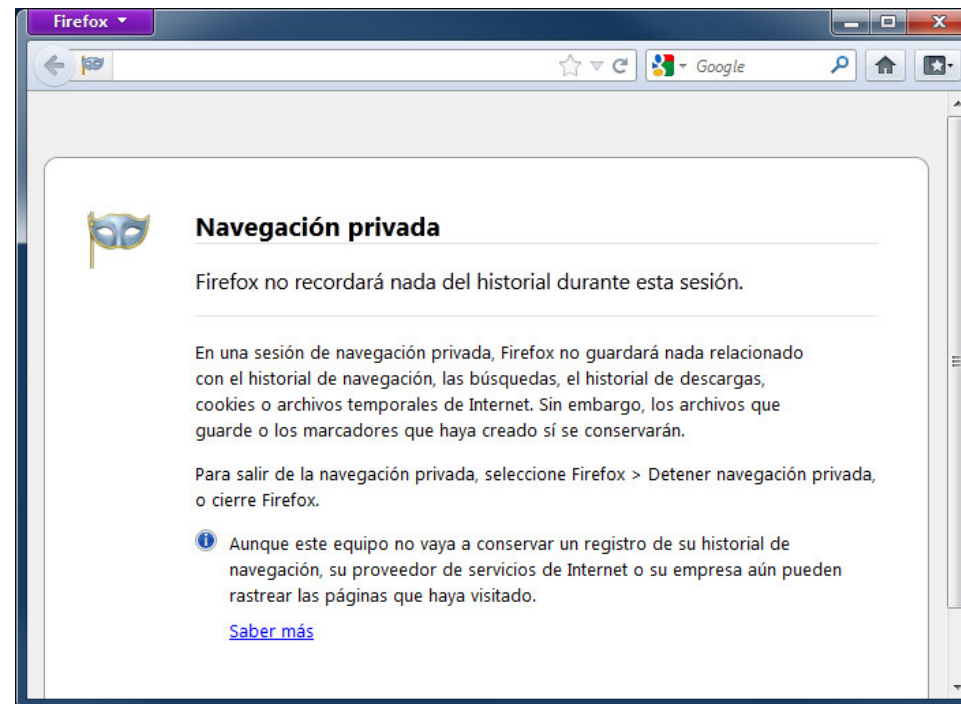 Firefox
Google
Navegación privada
Firefox no recordará nada del historial durante esta sesión.
En una sesión de navegación privada, Firefox no guardará nada relacionado
con el historial de navegación, las búsquedas, el historial de descargas,
cookies o archivos temporales de Internet. Sin embargo, los archivos que
guarde o los marcadores que haya creado sí se conservarán.
Para salir de la navegación privada, seleccione Firefox > Detener navegación privada,
o cierre Firefox.
Aunque este equipo no vaya a conservar un registro de su historial de
navegación, su proveedor de servicios de Internet o su empresa aún pueden
rastrear las páginas que haya visitado.
Saber más